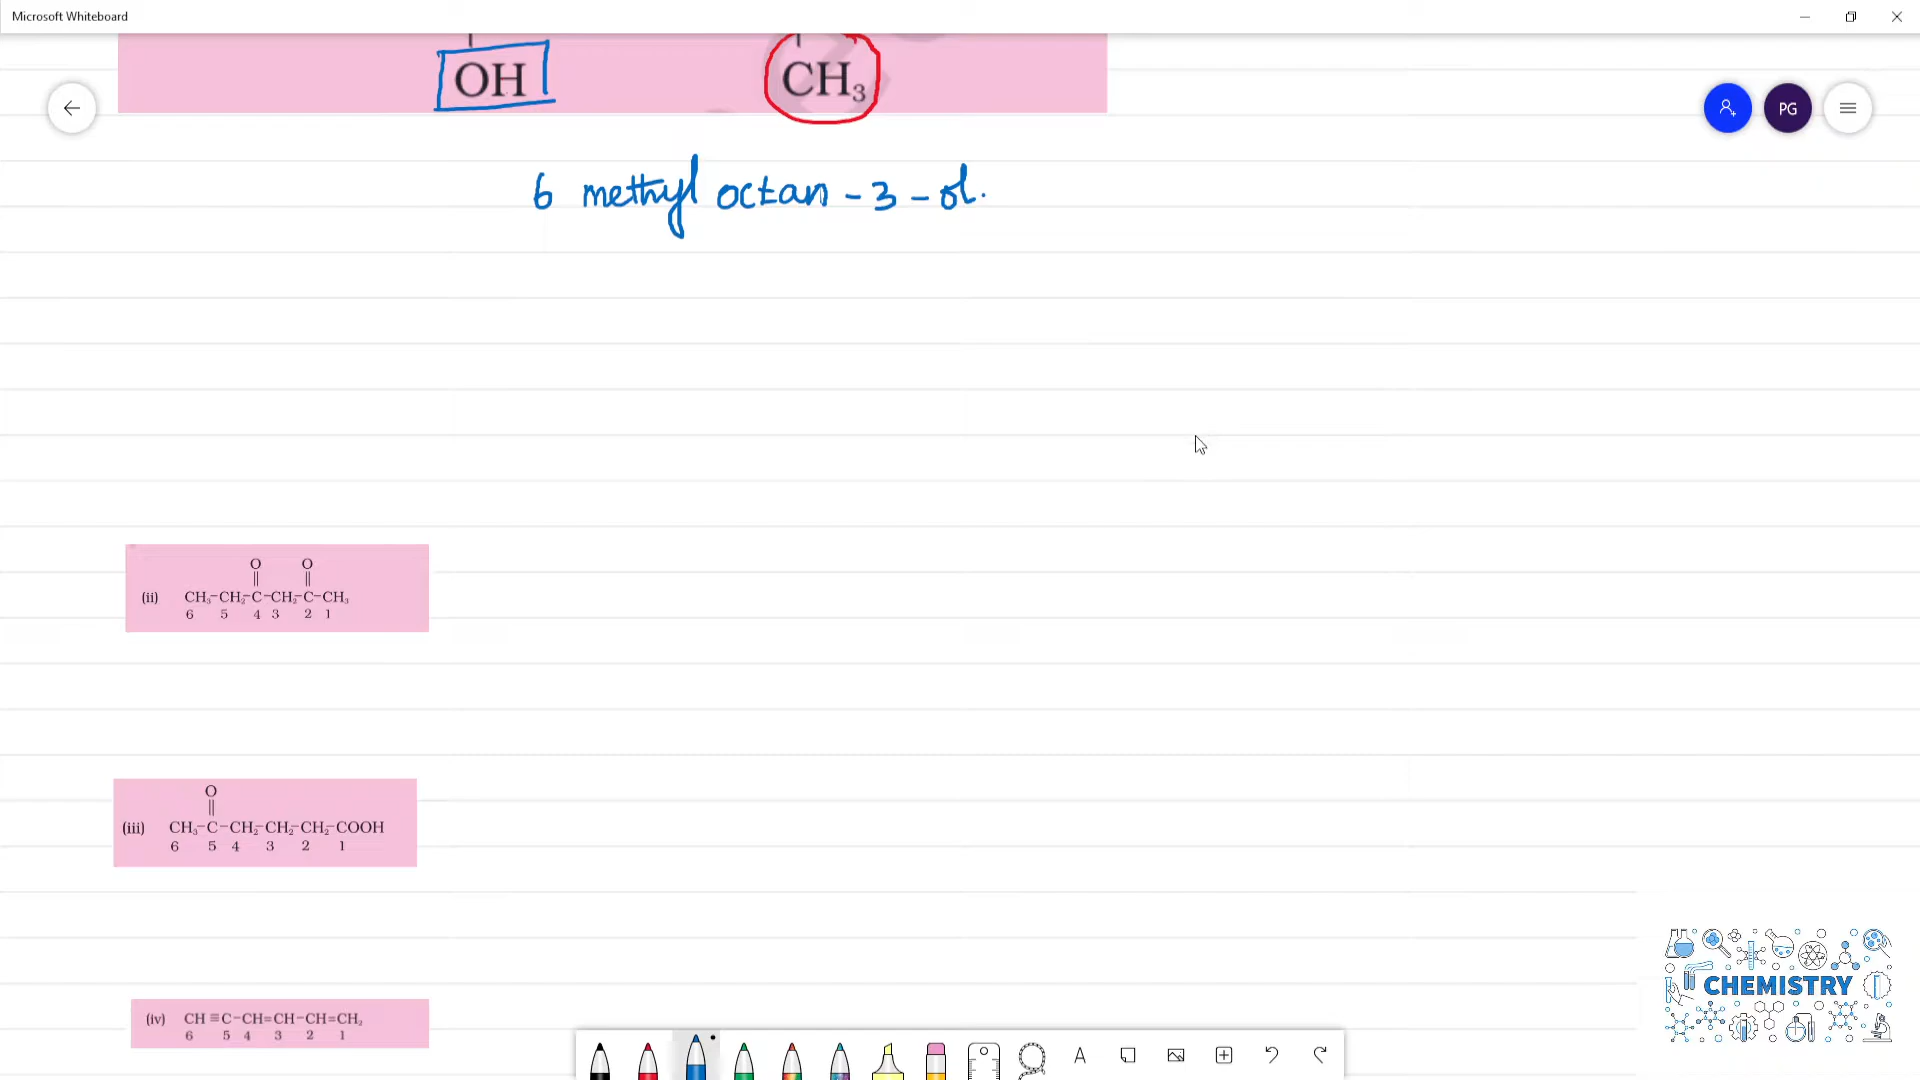 Microsoft Whiteboard
OH CH₃
PG
6 methyl octan - 3 - ol.
O O
(ii) CH₃-CH₂-C-CH₂-C-CH₃
6 5 4 3 2 1
O
(iii) CH₃-C-CH₂-CH₂-CH₂-COOH
6 5 4 3 2 1
CHEMISTRY
(iv) CH≡C-CH=CH-CH=CH₂
6 5 4 3 2 1
A